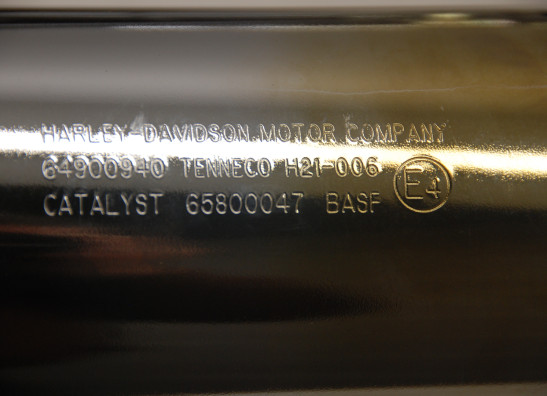 HARLEY-DAVIDSON MOTOR COMPANY
64900940 TENNECO H21-006 E4
CATALYST 65800047 BASF